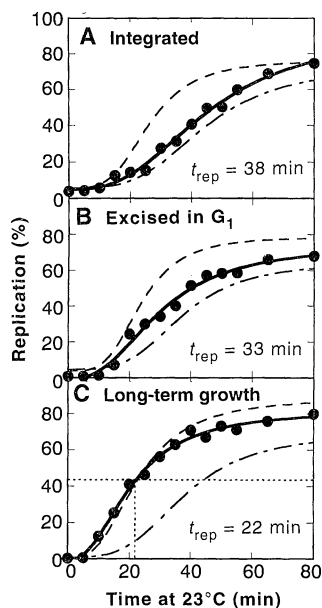 100
A Integrated
80
60
40
20
t_rep = 38 min
0
B Excised in G_1
80
60
40
20
t_rep = 33 min
0
C Long-term growth
80
60
40
20
t_rep = 22 min
0
0 20 40 60 80
Replication (%)
Time at 23°C (min)